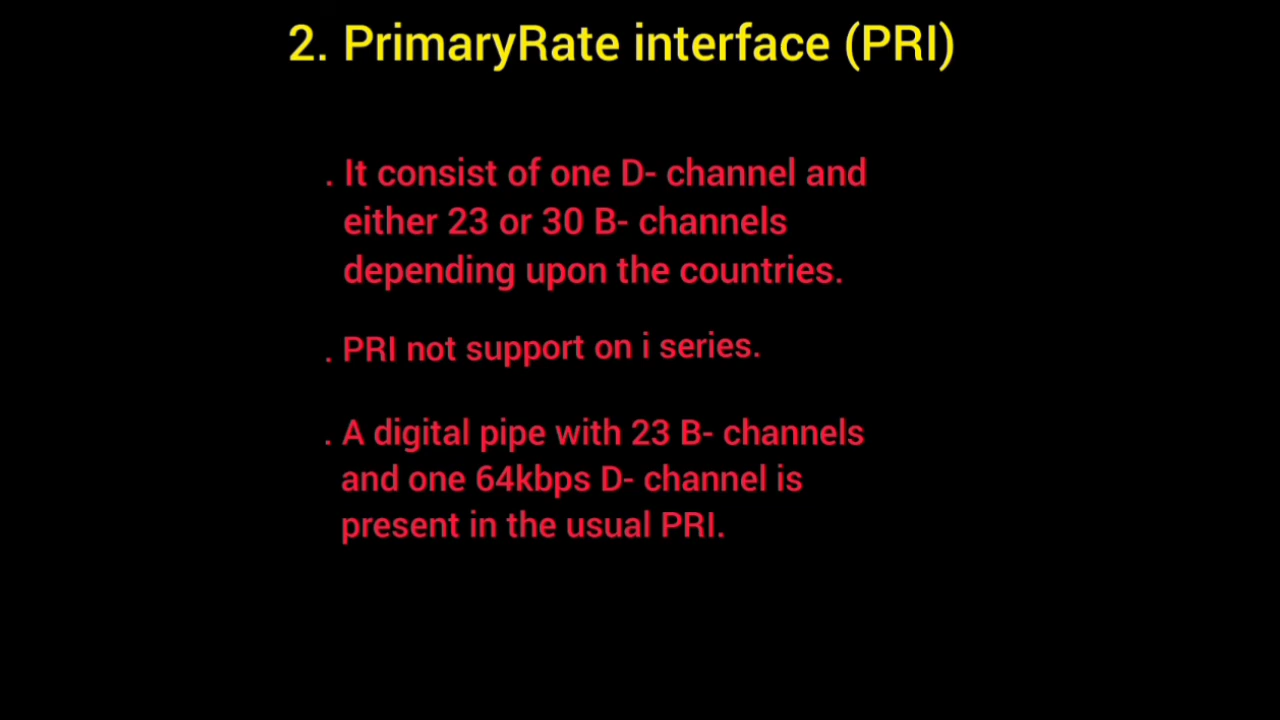 2. PrimaryRate interface (PRI)
. It consist of one D- channel and
either 23 or 30 B- channels
depending upon the countries.
. PRI not support on i series.
. A digital pipe with 23 B- channels
and one 64kbps D- channel is
present in the usual PRI.